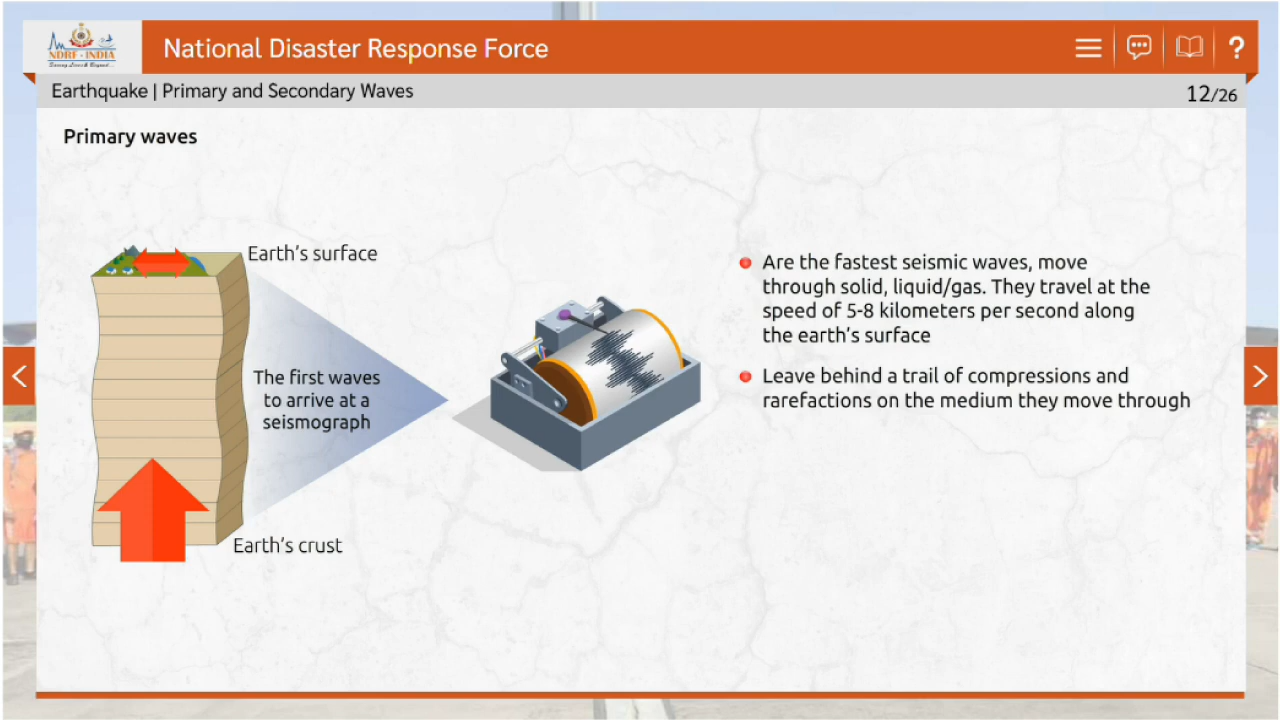 NDRF - INDIA
National Disaster Response Force
?
Earthquake | Primary and Secondary Waves
12/26
Primary waves
Earth's surface
The first waves
to arrive at a
seismograph
Earth's crust
Are the fastest seismic waves, move
through solid, liquid/gas. They travel at the
speed of 5-8 kilometers per second along
the earth's surface
Leave behind a trail of compressions and
rarefactions on the medium they move through